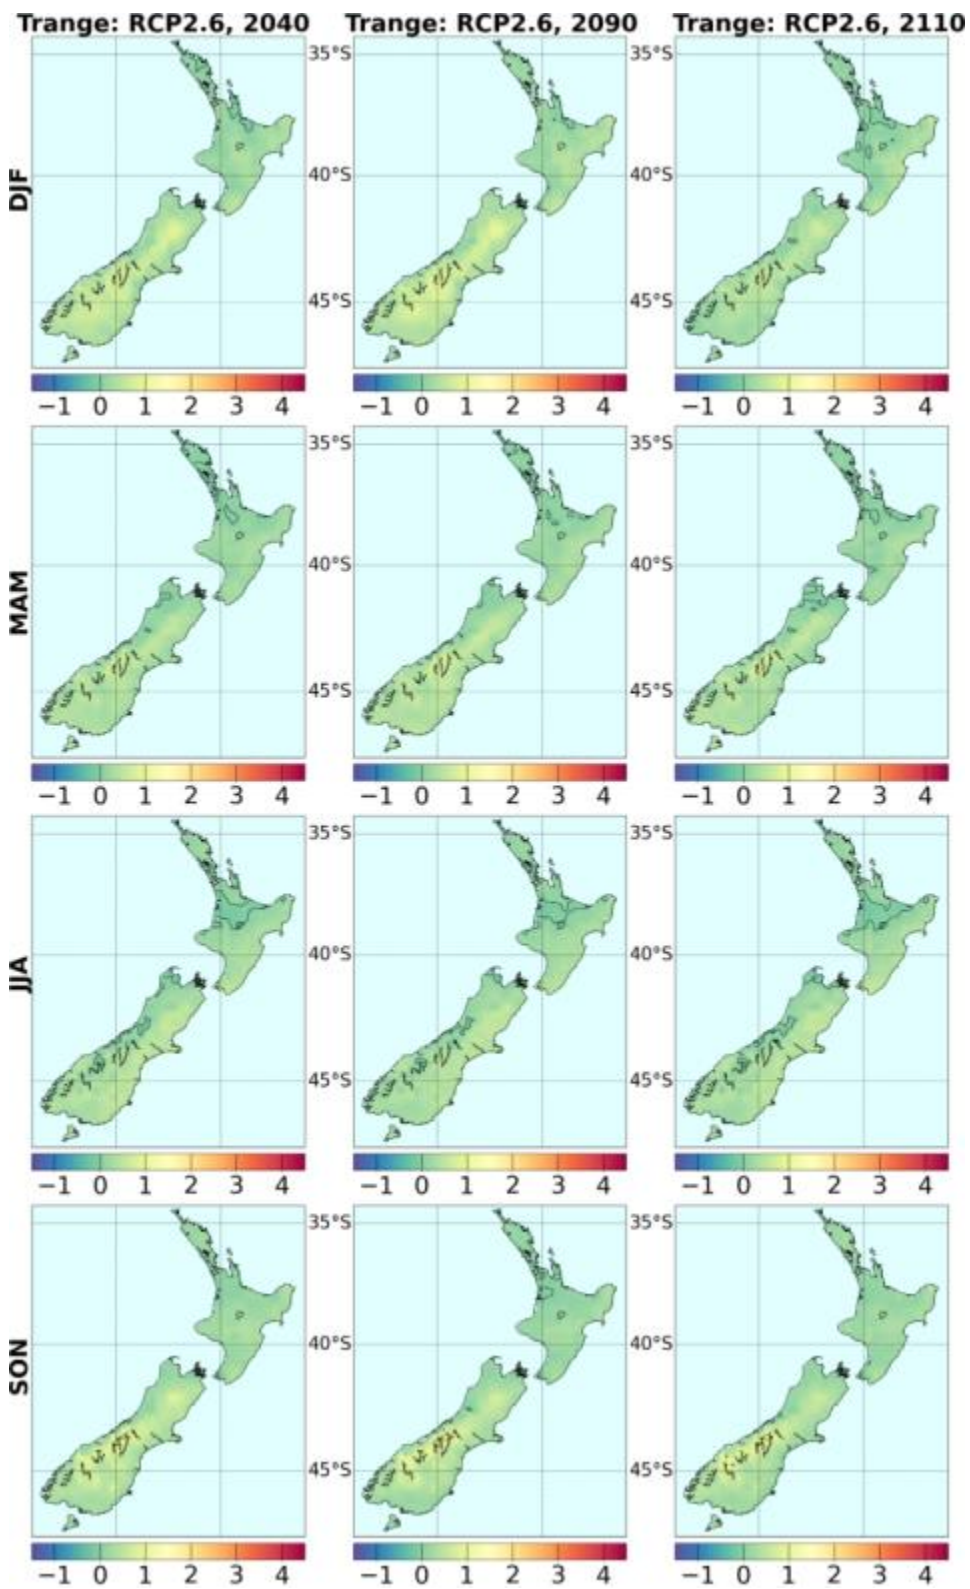 Trange: RCP2.6, 2040 Trange: RCP2.6, 2090 Trange: RCP2.6, 2110
35°S 35°S
DJF 40°S 40°S
45°S 45°S
−1 0 1 2 3 4 −1 0 1 2 3 4 −1 0 1 2 3 4
35°S 35°S
MAM 40°S 40°S
45°S 45°S
−1 0 1 2 3 4 −1 0 1 2 3 4 −1 0 1 2 3 4
35°S 35°S
JJA 40°S 40°S
45°S 45°S
−1 0 1 2 3 4 −1 0 1 2 3 4 −1 0 1 2 3 4
35°S 35°S
SON 40°S 40°S
45°S 45°S
−1 0 1 2 3 4 −1 0 1 2 3 4 −1 0 1 2 3 4